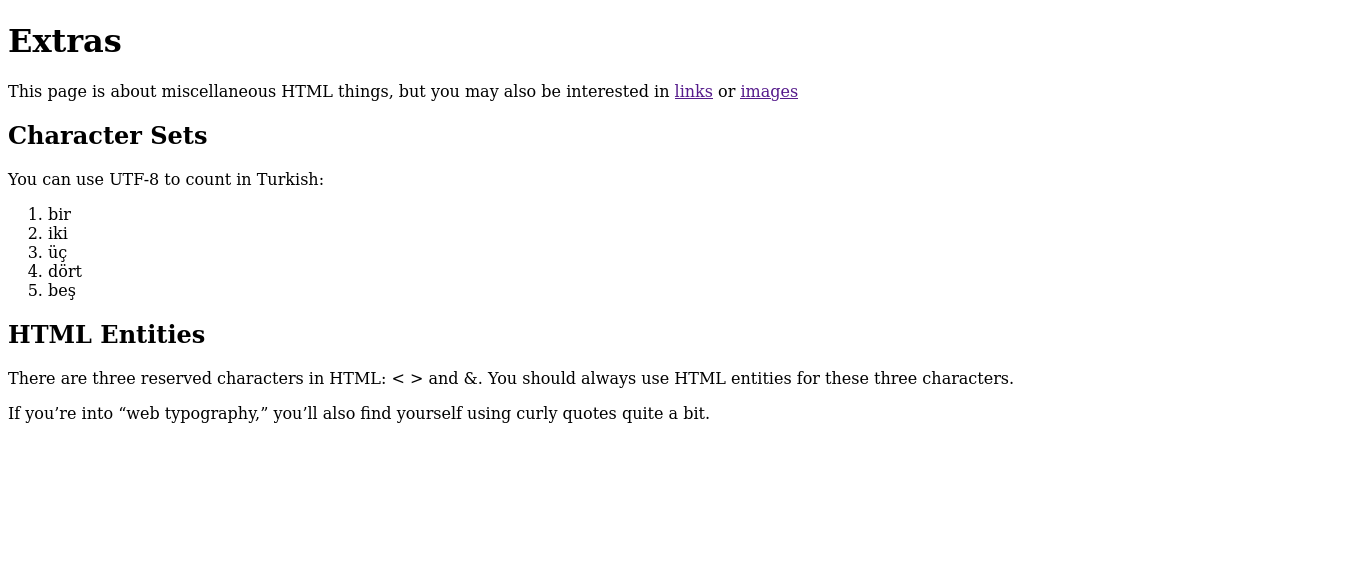 Extras
This page is about miscellaneous HTML things, but you may also be interested in links or images
Character Sets
You can use UTF-8 to count in Turkish:
1. bir
2. iki
3. üç
4. dört
5. beş
HTML Entities
There are three reserved characters in HTML: < > and &. You should always use HTML entities for these three characters.
If you’re into “web typography,” you’ll also find yourself using curly quotes quite a bit.